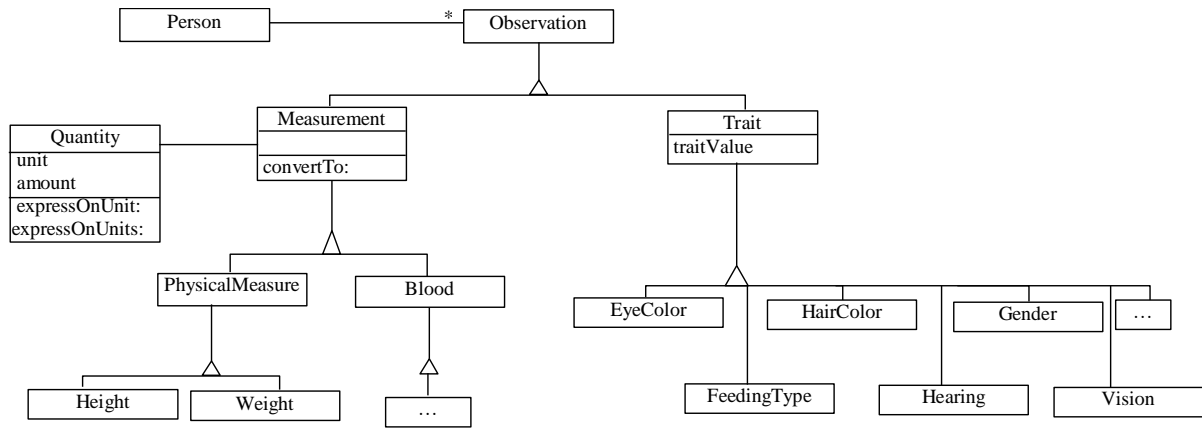 Person
*
Observation
Measurement
convertTo:
Quantity
unit
amount
expressOnUnit:
expressOnUnits:
Trait
traitValue
PhysicalMeasure
Blood
Height
Weight
…
EyeColor
HairColor
Gender
…
FeedingType
Hearing
Vision